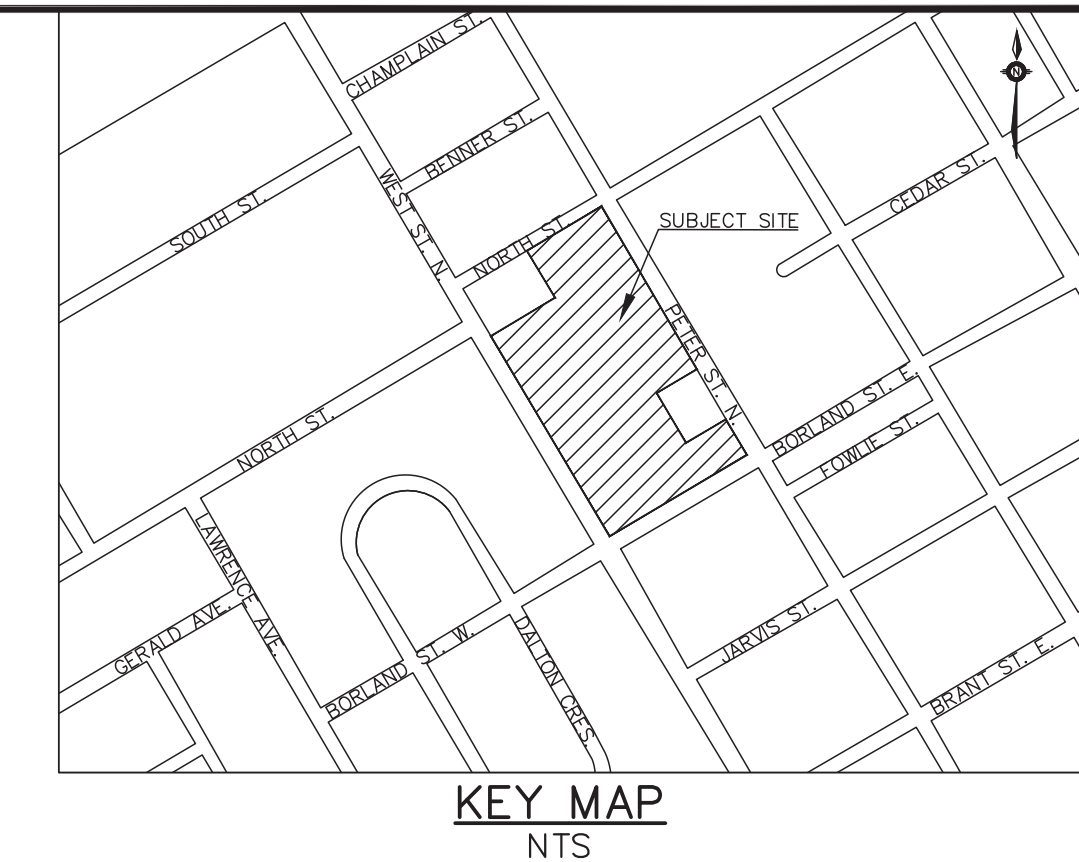 CHAMPLAIN ST.
N
BENNER ST.
CEDAR ST.
SOUTH ST.
WEST ST. N.
SUBJECT SITE
NORTH ST.
PETER ST. N.
BORLAND ST. E.
NORTH ST.
FOWLIE ST.
LAWRENCE AVE.
GERALD AVE.
JARVIS ST.
BORLAND ST. W.
DALTON CRES.
BRANT ST. E.
KEY MAP
NTS